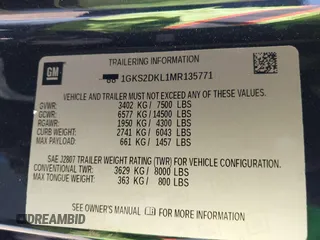 GM
TRAILERING INFORMATION
1GKS2DKL1MR135771
VEHICLE AND TRAILER MUST NOT EXCEED ANY OF THESE
GVWR: 3402 KG / 7500 LBS
GCWR: 6577 KG / 14500 LBS
RGAWR: 1950 KG / 4300 LBS
CURB WEIGHT: 2741 KG / 6043 LBS
MAX PAYLOAD: 661 KG / 1457 LBS
SAE J2807 TRAILER WEIGHT RATING (TWR) FOR VEHICLE CONFIGURATION.
CONVENTIONAL TWR: 3629 KG / 8000 LBS
MAX TONGUE WEIGHT: 363 KG / 800 LBS
SEE OWNER'S MANUAL FOR ADDITIONAL
DREAMBID